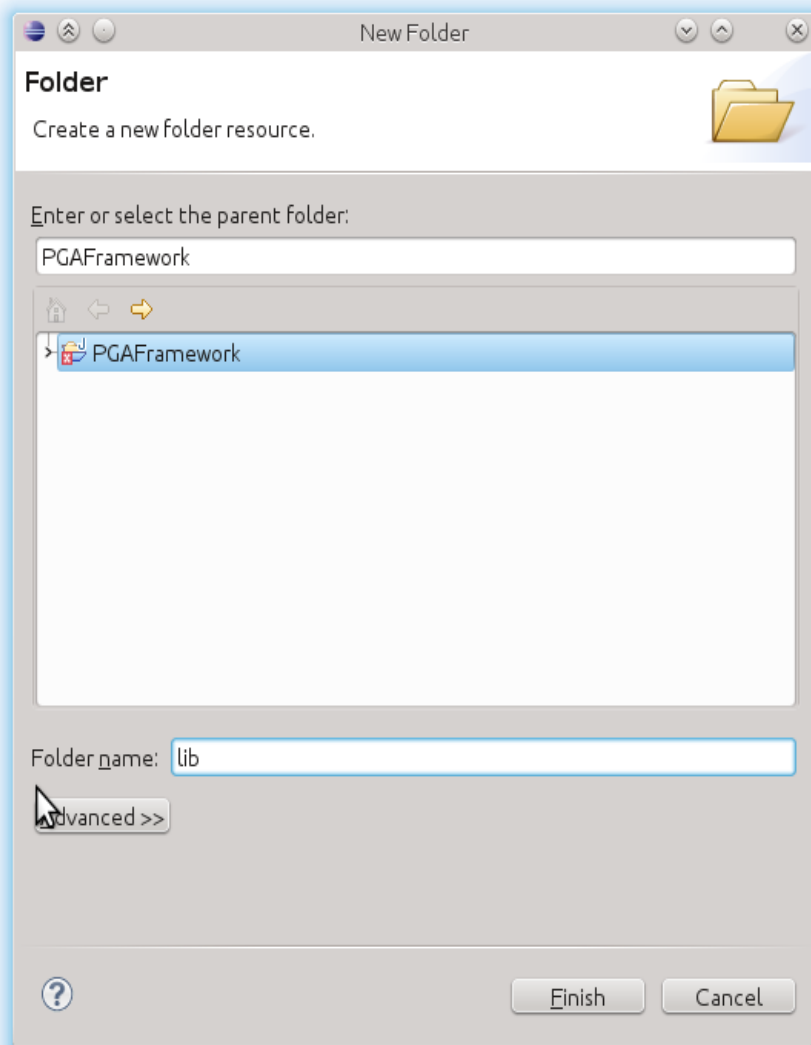 New Folder
Folder
Create a new folder resource.
Enter or select the parent folder:
PGAFramework
PGAFramework
Folder name: lib
Advanced >>
Finish Cancel